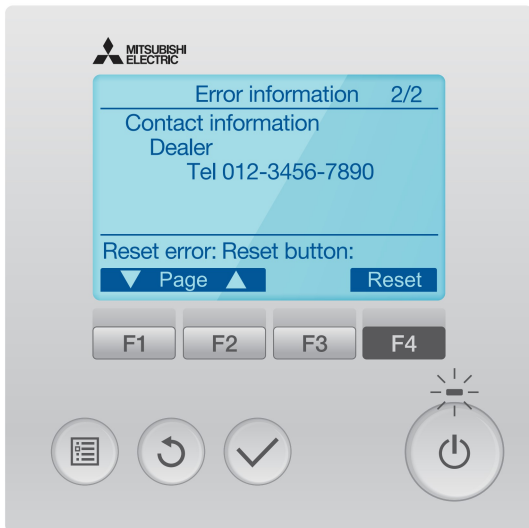 MITSUBISHI
ELECTRIC
Error information 2/2
Contact information
Dealer
Tel 012-3456-7890
Reset error: Reset button:
▼ Page ▲ Reset
F1 F2 F3 F4